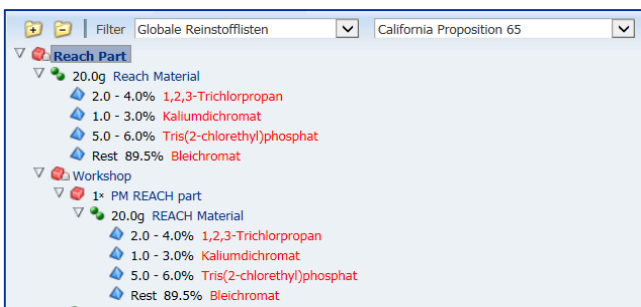 Filter Globale Reinstofflisten California Proposition 65
Reach Part
20.0g Reach Material
2.0 - 4.0% 1,2,3-Trichlorpropan
1.0 - 3.0% Kaliumdichromat
5.0 - 6.0% Tris(2-chlorethyl)phosphat
Rest 89.5% Bleichromat
Workshop
1x PM REACH part
20.0g REACH Material
2.0 - 4.0% 1,2,3-Trichlorpropan
1.0 - 3.0% Kaliumdichromat
5.0 - 6.0% Tris(2-chlorethyl)phosphat
Rest 89.5% Bleichromat